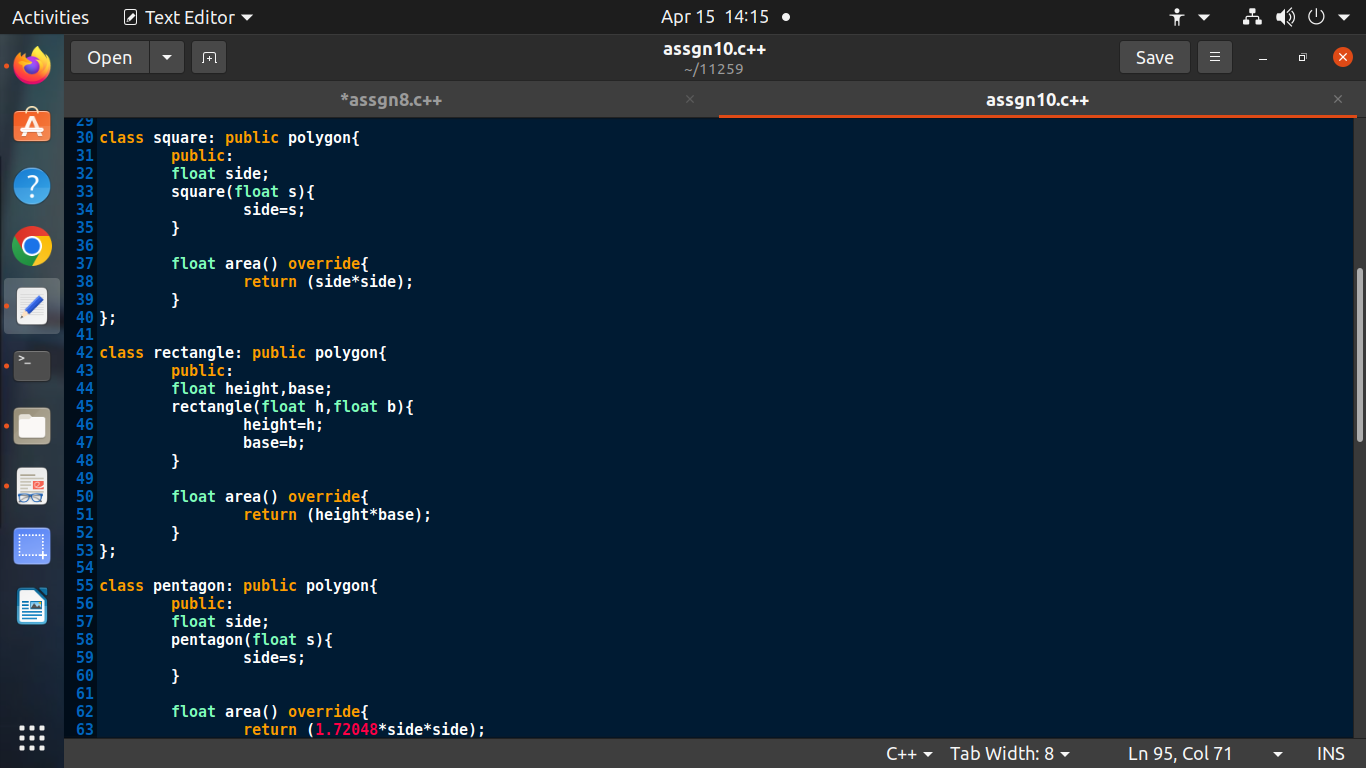 Activities Text Editor Apr 15 14:15
Open assgn10.c++ Save
~/11259
*assgn8.c++ assgn10.c++
29
30 class square: public polygon{
31 public:
32 float side;
33 square(float s){
34 side=s;
35 }
36
37 float area() override{
38 return (side*side);
39 }
40 };
41
42 class rectangle: public polygon{
43 public:
44 float height,base;
45 rectangle(float h,float b){
46 height=h;
47 base=b;
48 }
49
50 float area() override{
51 return (height*base);
52 }
53 };
54
55 class pentagon: public polygon{
56 public:
57 float side;
58 pentagon(float s){
59 side=s;
60 }
61
62 float area() override{
63 return (1.72048*side*side);
C++ Tab Width: 8 Ln 95, Col 71 INS